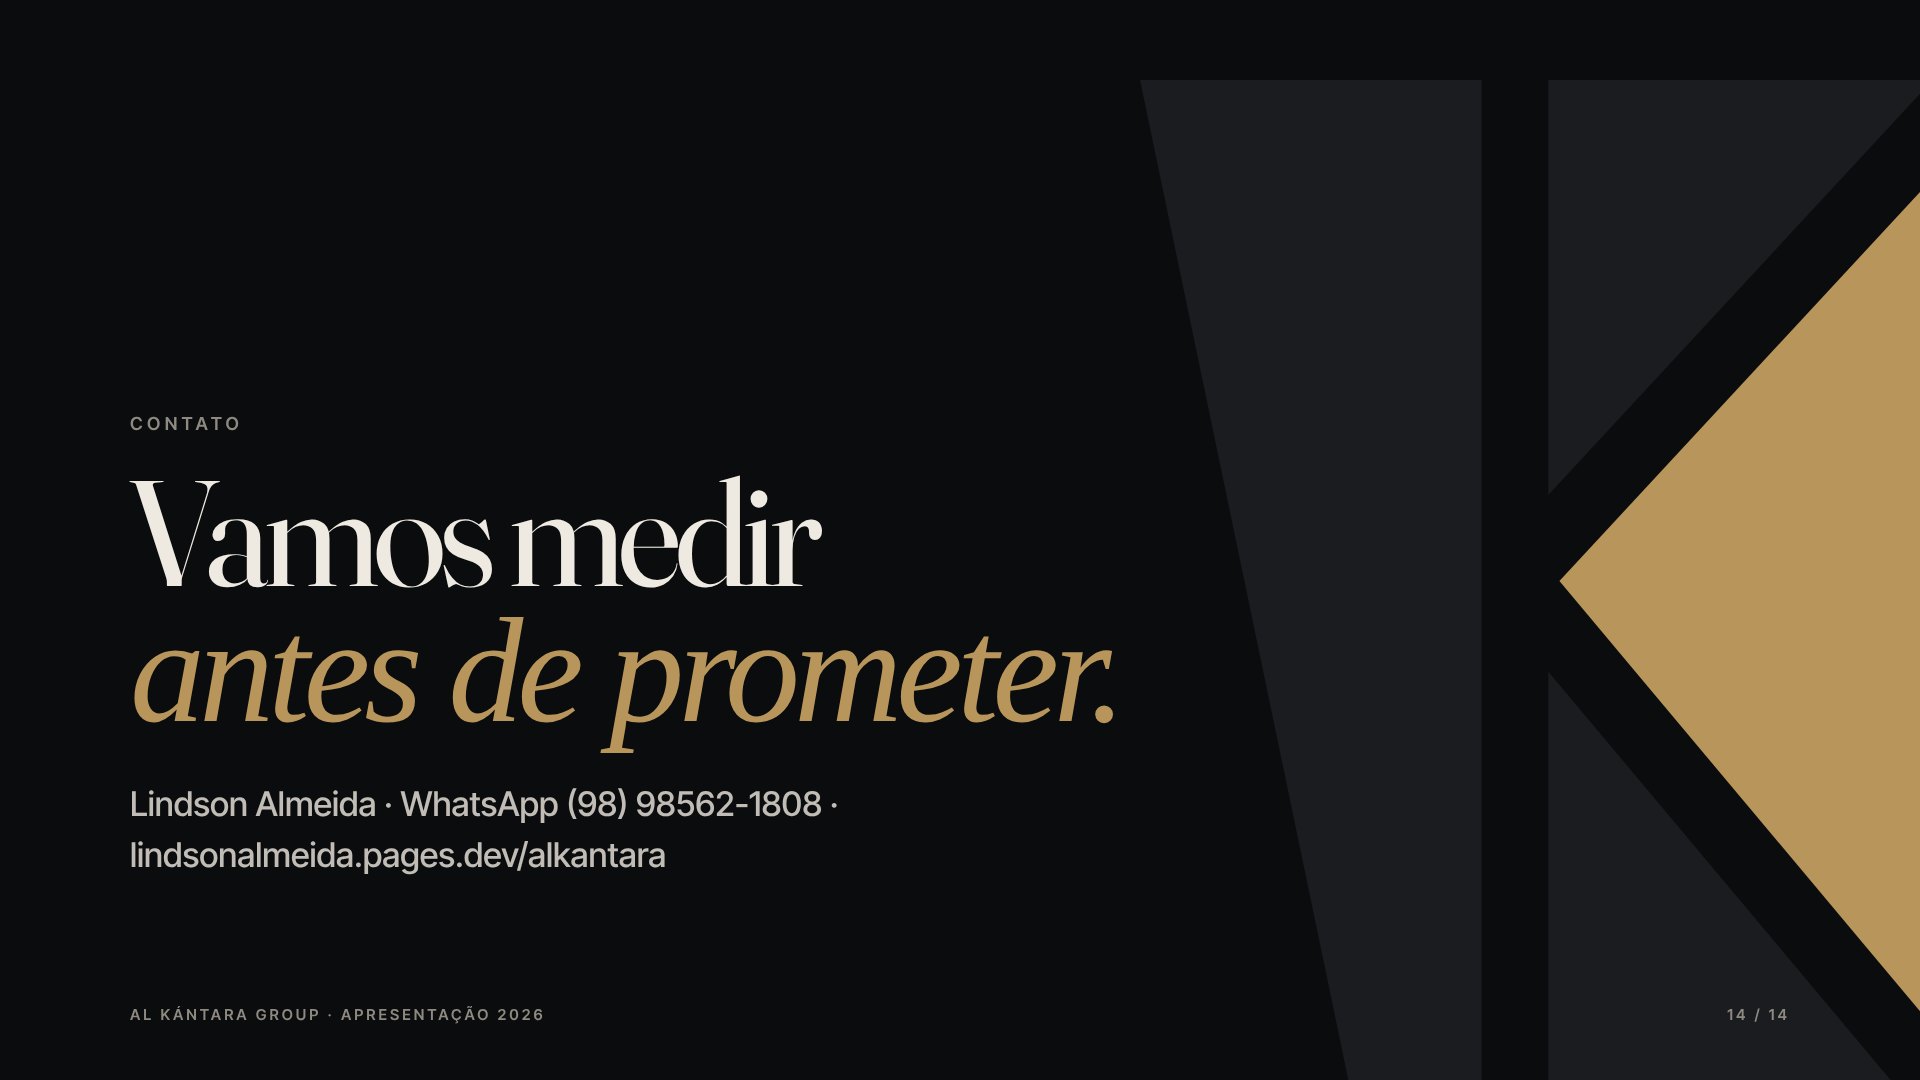 CONTATO
Vamos medir
antes de prometer.
Lindson Almeida · WhatsApp (98) 98562-1808 ·
lindsonalmeida.pages.dev/alkantara
AL KÁNTARA GROUP · APRESENTAÇÃO 2026
14 / 14